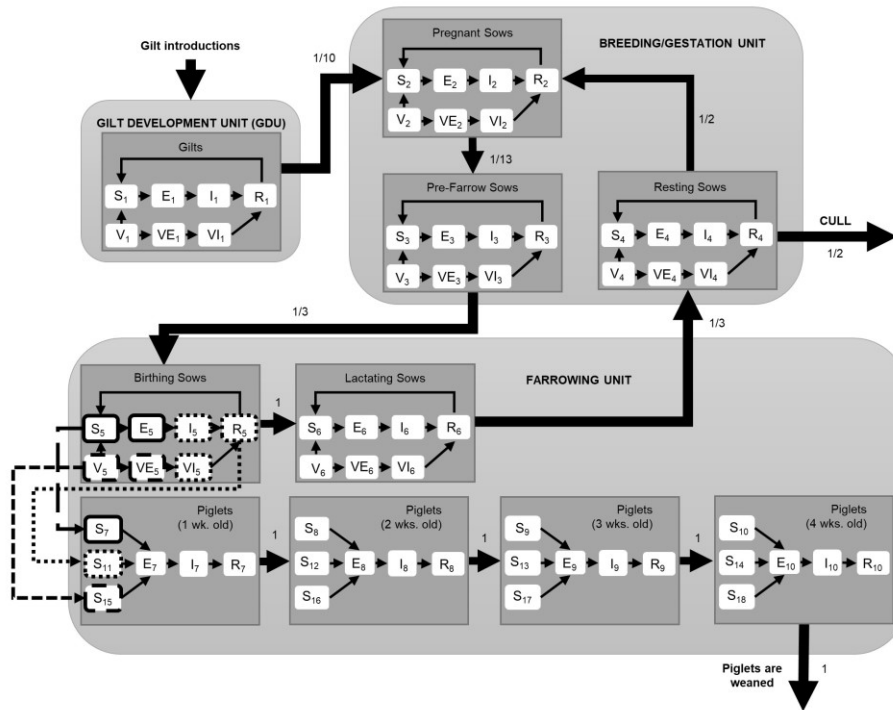 Gilt introductions
1/10
Pregnant Sows
BREEDING/GESTATION UNIT
S2 E2 I2 R2
V2 VE2 VI2
1/2
GILT DEVELOPMENT UNIT (GDU)
Gilts
S1 E1 I1 R1
V1 VE1 VI1
1/13
Pre-Farrow Sows
S3 E3 I3 R3
V3 VE3 VI3
Resting Sows
S4 E4 I4 R4
V4 VE4 VI4
CULL
1/2
1/3
1/3
FARROWING UNIT
Birthing Sows
S5 E5 I5 R5
V5 VE5 VI5
1
Lactating Sows
S6 E6 I6 R6
V6 VE6 VI6
Piglets
(1 wk. old)
S7
S11 E7 I7 R7
S15
1
Piglets
(2 wks. old)
S8
S12 E8 I8 R8
S16
1
Piglets
(3 wks. old)
S9
S13 E9 I9 R9
S17
1
Piglets
(4 wks. old)
S10
S14 E10 I10 R10
S18
Piglets are
weaned
1